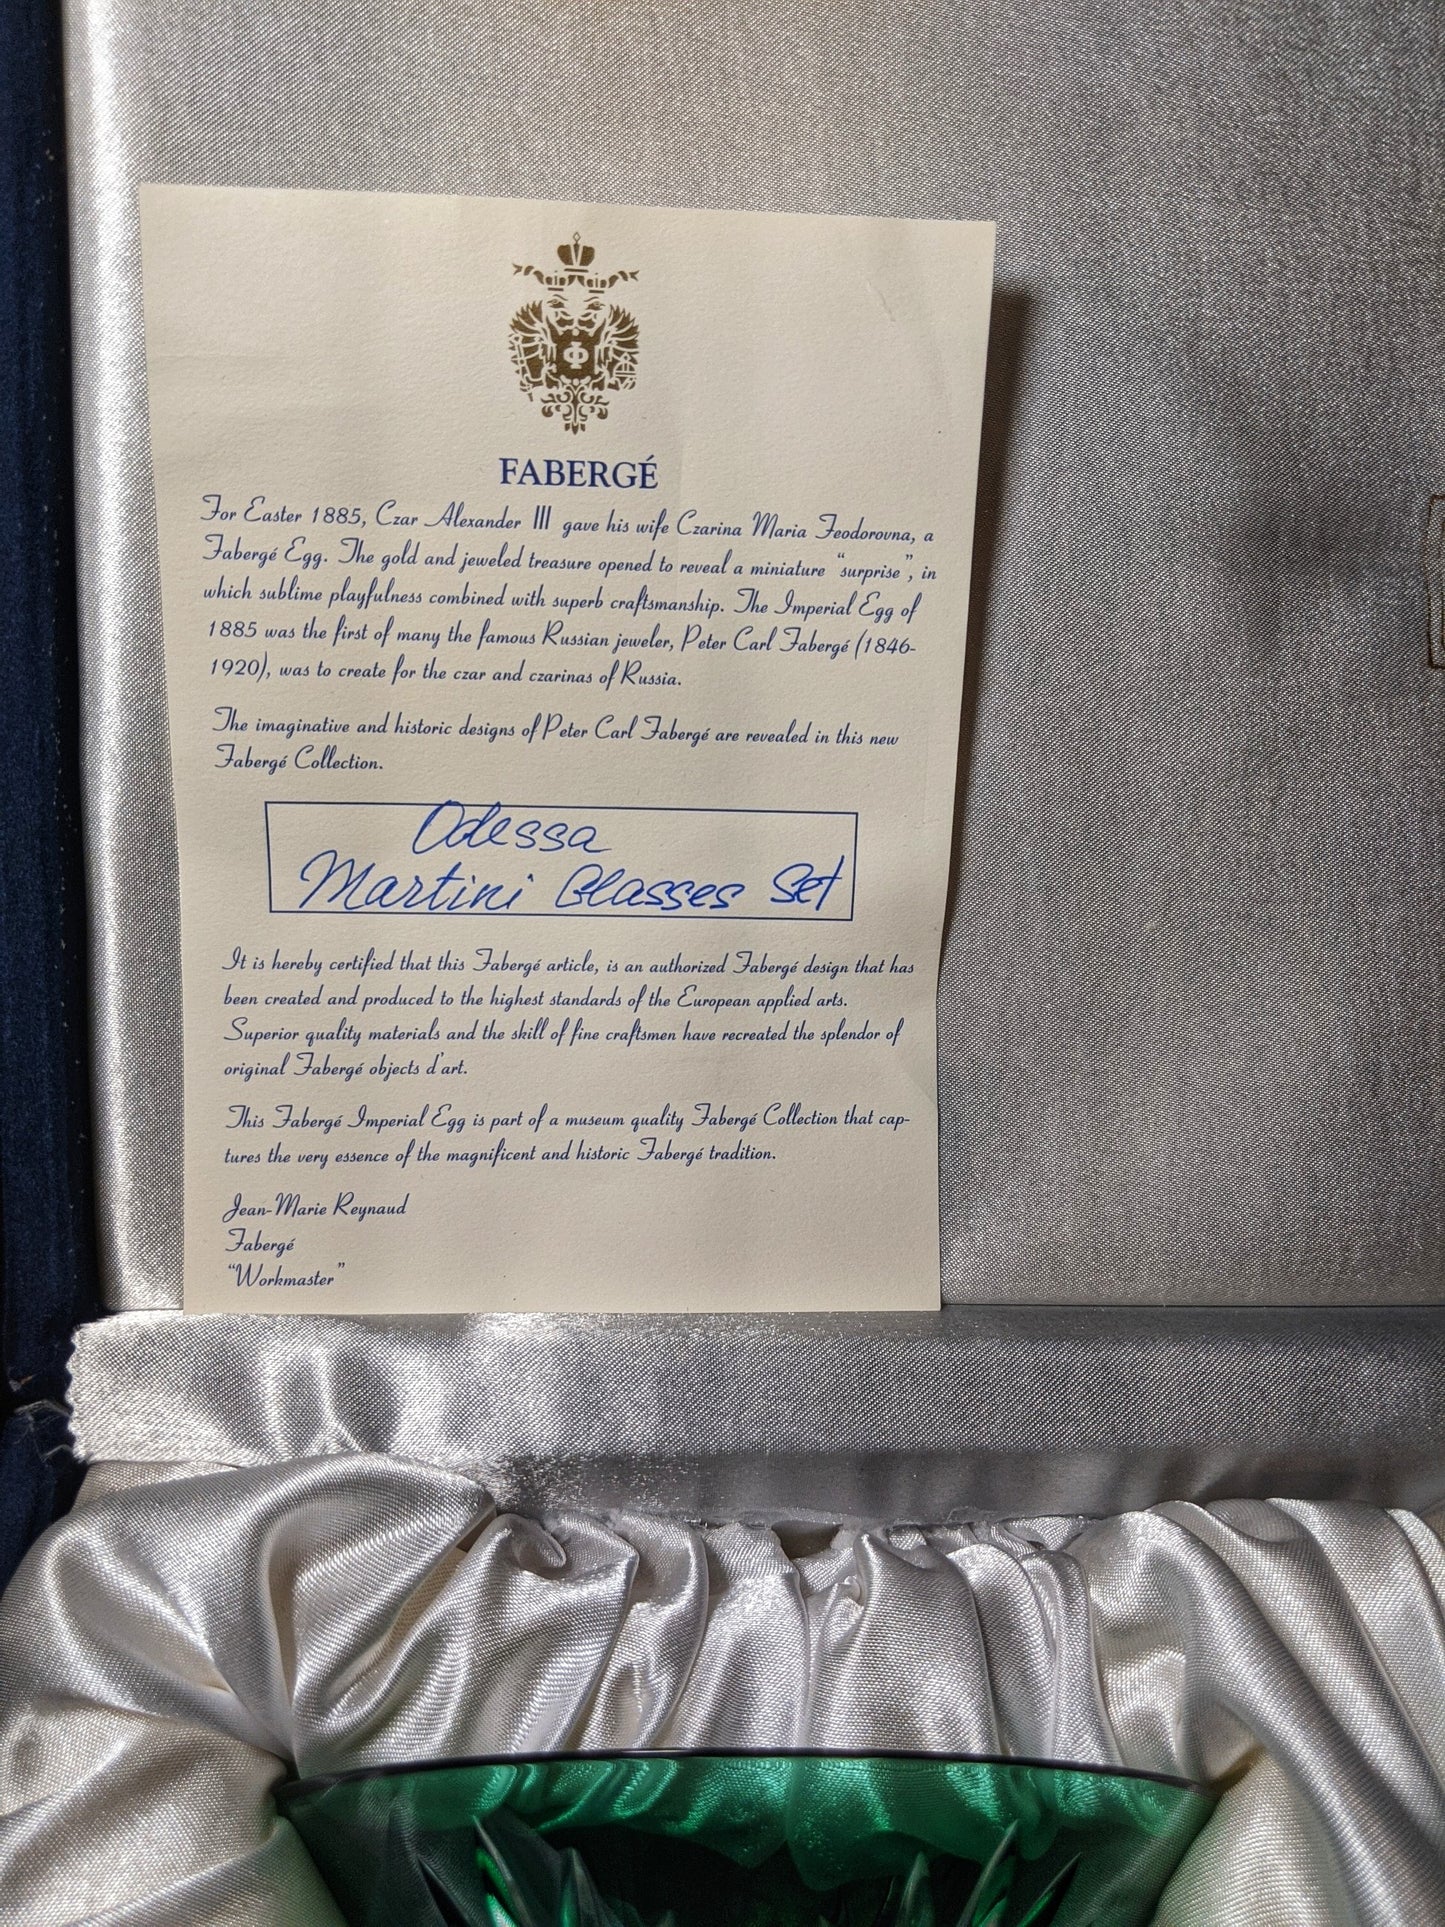 Ф
FABERGÉ
For Easter 1885, Czar Alexander III gave his wife Czarina Maria Feodorovna, a
Fabergé Egg. The gold and jeweled treasure opened to reveal a miniature “surprise”, in
which sublime playfulness combined with superb craftsmanship. The Imperial Egg of
1885 was the first of many the famous Russian jeweler, Peter Carl Fabergé (1846-
1920), was to create for the czar and czarinas of Russia.
The imaginative and historic designs of Peter Carl Fabergé are revealed in this new
Fabergé Collection.
Odessa
Martini Glasses Set
It is hereby certified that this Fabergé article, is an authorized Fabergé design that has
been created and produced to the highest standards of the European applied arts.
Superior quality materials and the skill of fine craftsmen have recreated the splendor of
original Fabergé objects d'art.
This Fabergé Imperial Egg is part of a museum quality Fabergé Collection that cap-
tures the very essence of the magnificent and historic Fabergé tradition.
Jean-Marie Reynaud
Fabergé
“Workmaster”